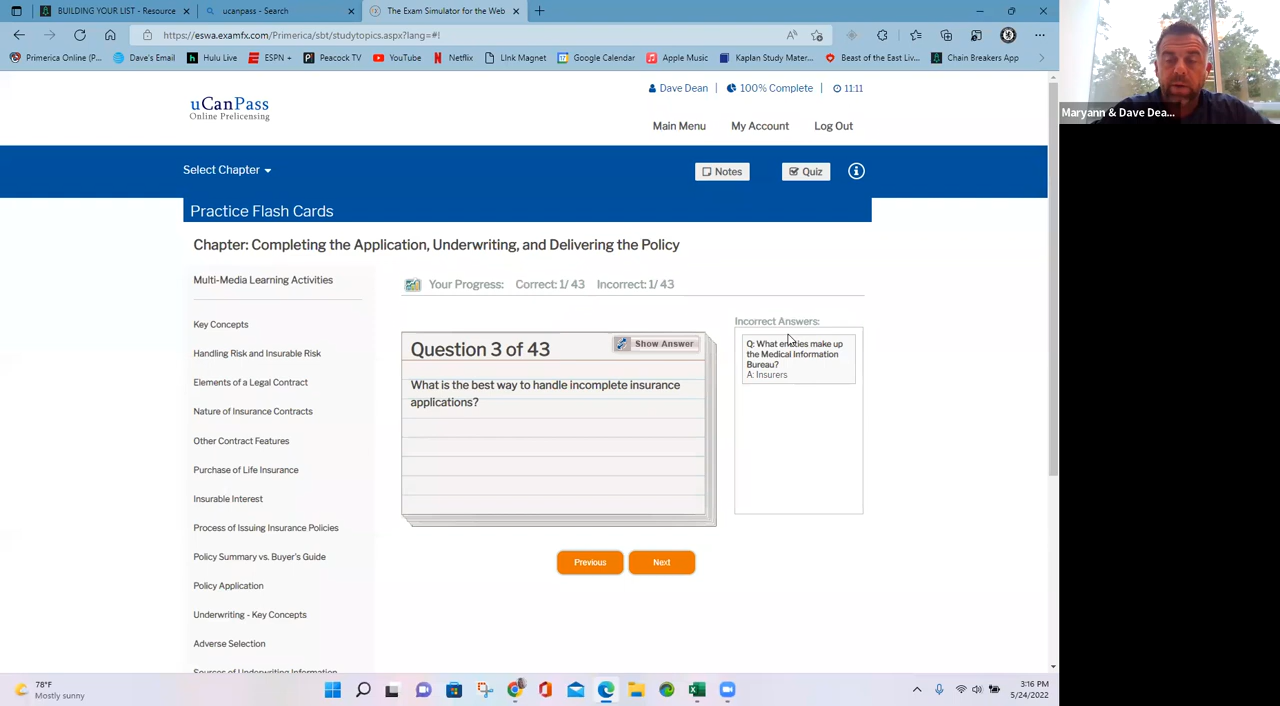 BUILDING YOUR LIST - Resource
ucanpass - Search
The Exam Simulator for the Web
https://eswa.examfx.com/Primerica/sbt/studytopics.aspx?lng=#!
Primerica Online (P...
Dave's Email
Hulu Live
ESPN +
Peacock TV
YouTube
Netflix
LInk Magnet
Google Calendar
Apple Music
Kaplan Study Mater...
Beast of the East Liv...
Chain Breakers App
Maryann & Dave Dea...
uCanPass
Online Prelicensing
Dave Dean
100% Complete
11:11
Main Menu
My Account
Log Out
Select Chapter
Notes
Quiz
Practice Flash Cards
Chapter: Completing the Application, Underwriting, and Delivering the Policy
Multi-Media Learning Activities
Key Concepts
Handling Risk and Insurable Risk
Elements of a Legal Contract
Nature of Insurance Contracts
Other Contract Features
Purchase of Life Insurance
Insurable Interest
Process of Issuing Insurance Policies
Policy Summary vs. Buyer's Guide
Policy Application
Underwriting - Key Concepts
Adverse Selection
Sources of Underwriting Information
Your Progress: Correct: 1/ 43 Incorrect: 1/ 43
Question 3 of 43
Show Answer
What is the best way to handle incomplete insurance
applications?
Incorrect Answers:
Q: What entities make up
the Medical Information
Bureau?
A: Insurers
Previous
Next
78°F
Mostly sunny
3:16 PM
5/24/2022